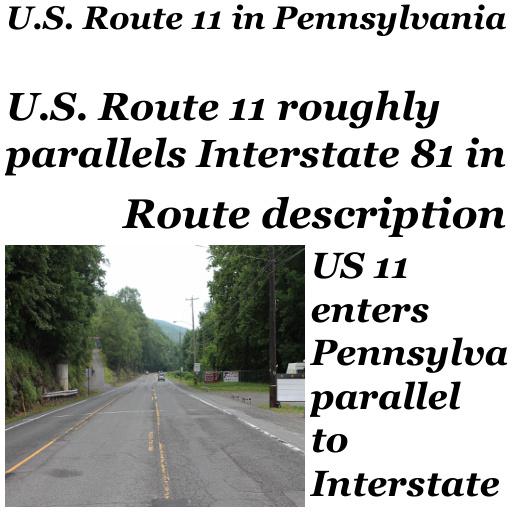 U.S. Route 11 in Pennsylvania
U.S. Route 11 roughly
parallels Interstate 81 in
Route description
US 11
enters
Pennsylva
parallel
to
Interstate